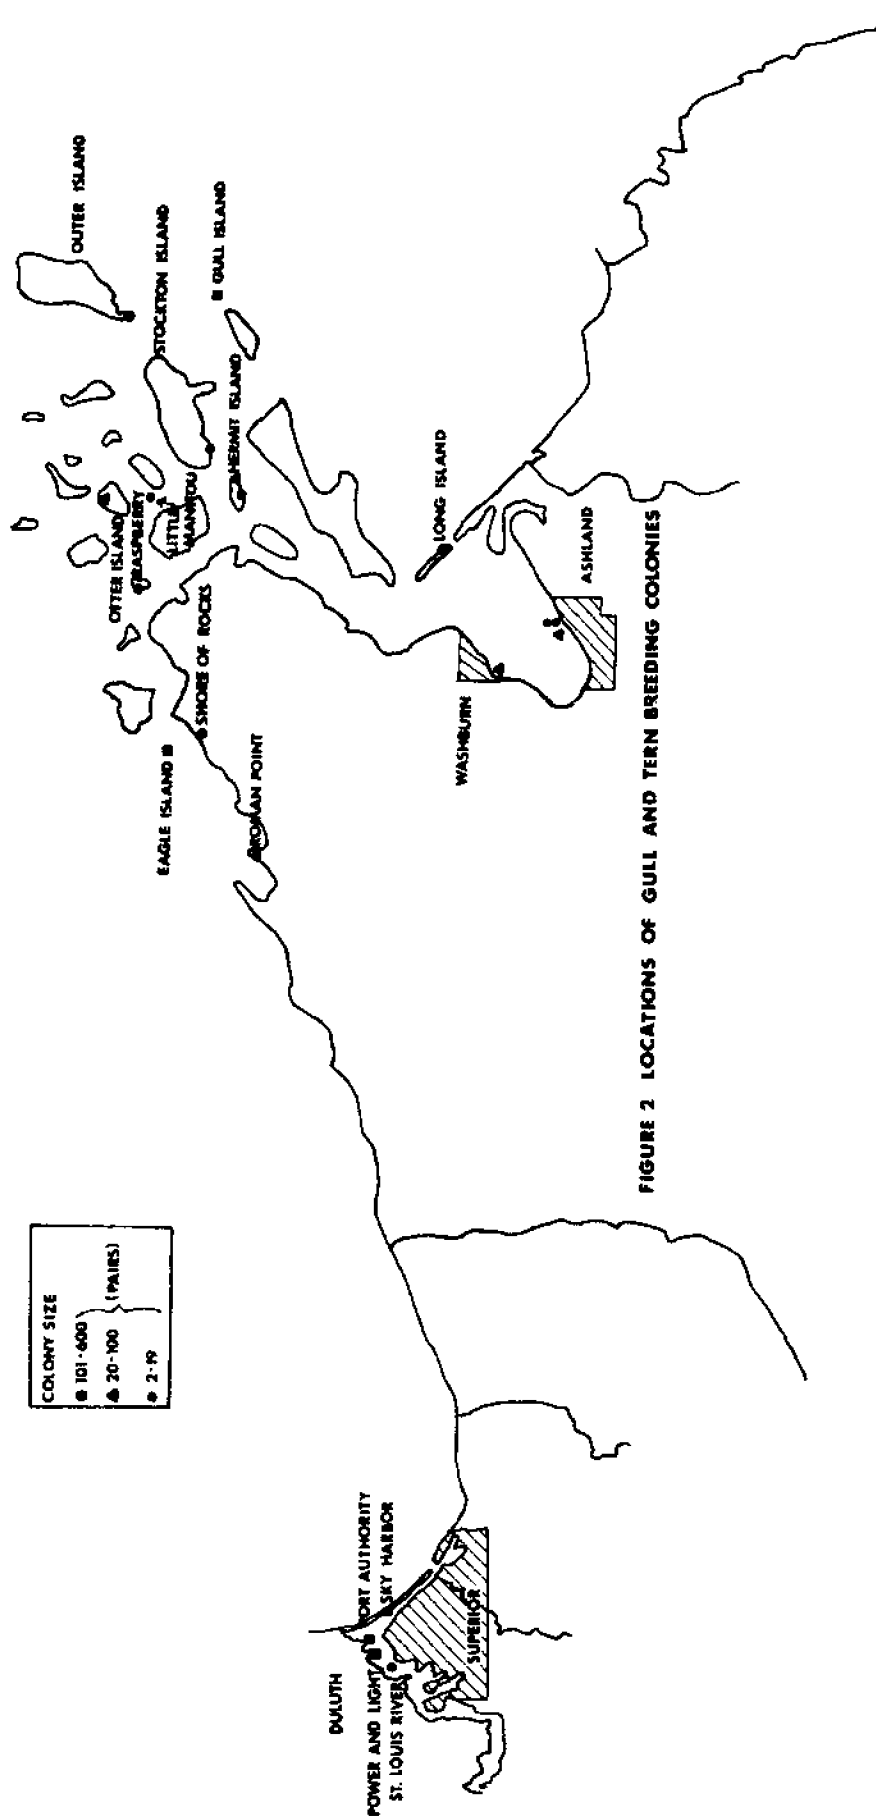 COLONY SIZE
101-600
20-100 (PAIRS)
2-19
OUTER ISLAND
STOCKTON ISLAND
GULL ISLAND
HERMIT ISLAND
OTTER ISLAND
RASPBERRY
LITTLE
MANITOU
SHORE OF ROCKS
EAGLE ISLAND
ROMAN POINT
LONG ISLAND
ASHLAND
WASHBURN
DULUTH
PORT AUTHORITY
SKY HARBOR
POWER AND LIGHT
ST. LOUIS RIVER
SUPERIOR
FIGURE 2 LOCATIONS OF GULL AND TERN BREEDING COLONIES